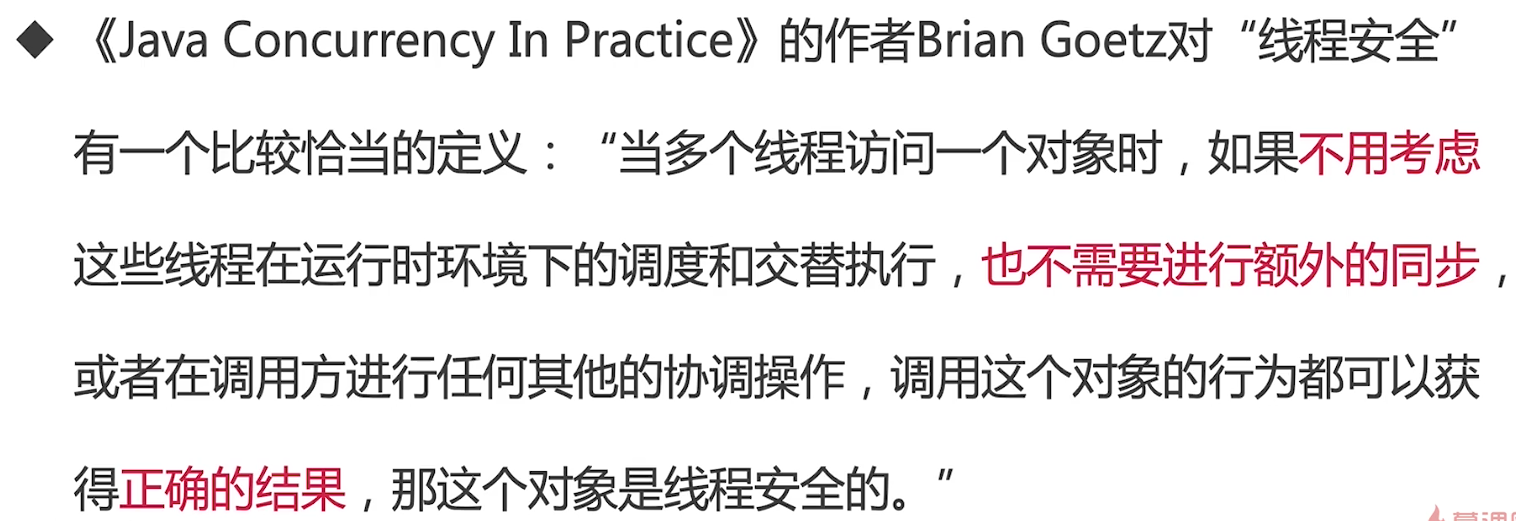 ◆ 《Java Concurrency In Practice》的作者Brian Goetz对“线程安全”
有一个比较恰当的定义：“当多个线程访问一个对象时，如果不用考虑
这些线程在运行时环境下的调度和交替执行，也不需要进行额外的同步，
或者在调用方进行任何其他的协调操作，调用这个对象的行为都可以获
得正确的结果，那这个对象是线程安全的。”